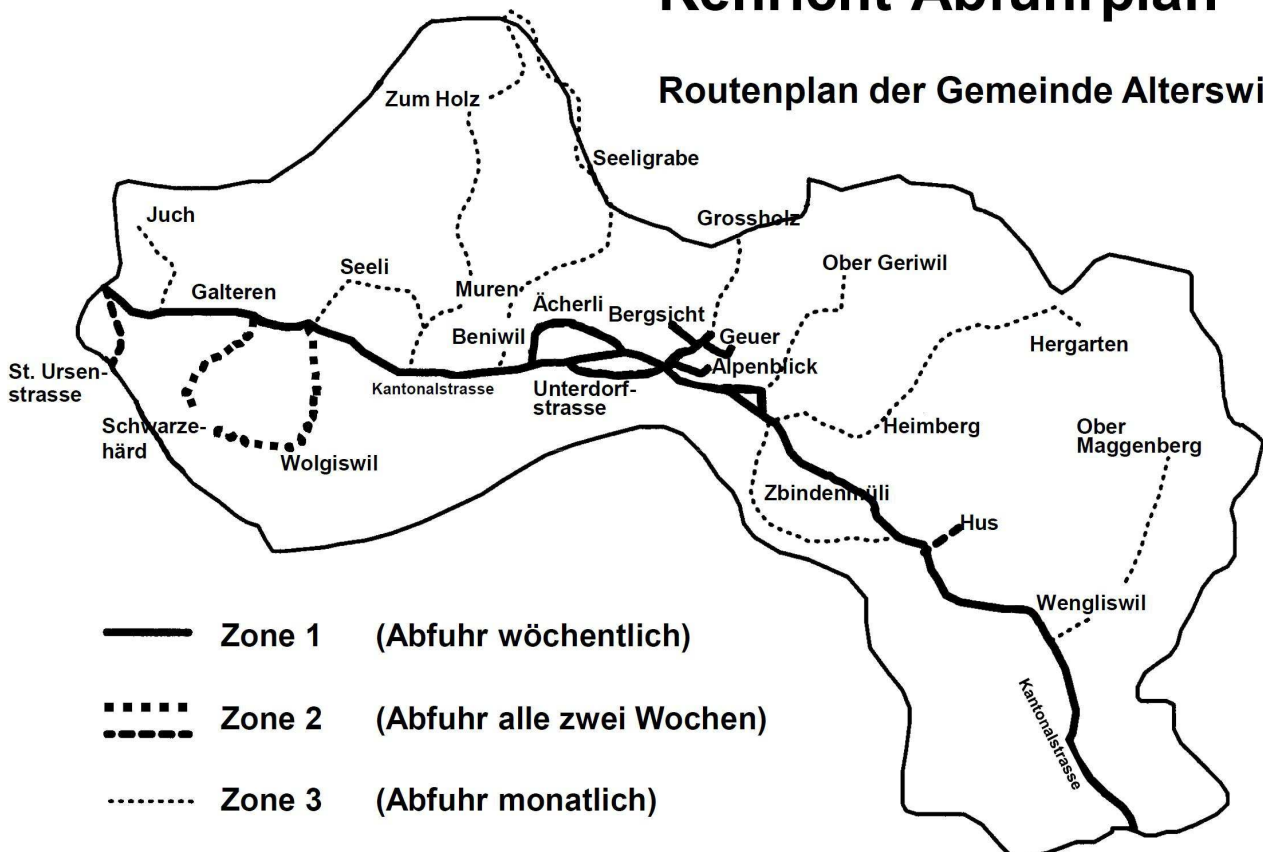 Kehricht-Abfuhrplan
Routenplan der Gemeinde Alterswi
Zum Holz
Seeligrabe
Juch
Grossholz
Seeli
Ober Geriwil
Galteren
Muren
Ächerli
Bergsicht
Beniwil
Geuer
Hergarten
St. Ursen-
strasse
Alpenblick
Kantonalstrasse
Unterdorf-
strasse
Schwarze-
härd
Heimberg
Ober
Maggenberg
Wolgiswil
Zbindenmüli
Hus
Wengliswil
Kantonalstrasse
Zone 1 (Abfuhr wöchentlich)
Zone 2 (Abfuhr alle zwei Wochen)
Zone 3 (Abfuhr monatlich)